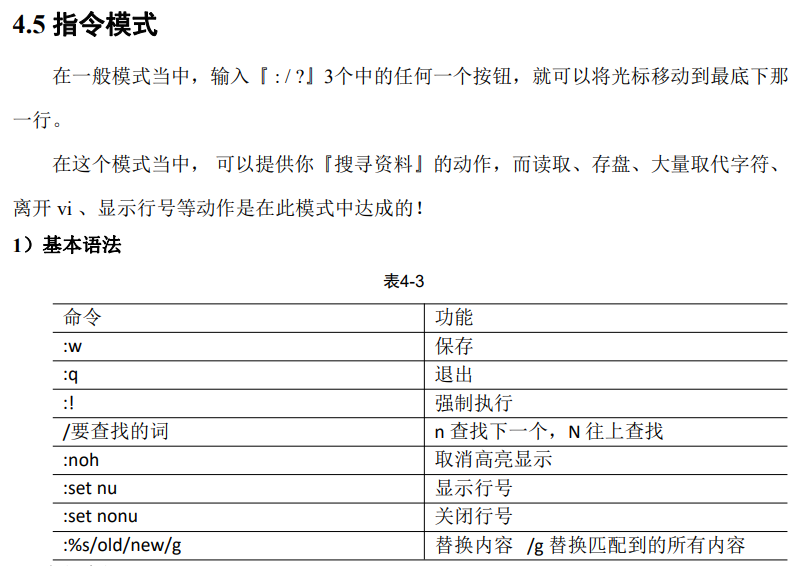 4.5 指令模式
在一般模式当中，输入『 : / ?』3个中的任何一个按钮，就可以将光标移动到最底下那
一行。
在这个模式当中， 可以提供你『搜寻资料』的动作，而读取、存盘、大量取代字符、
离开 vi 、显示行号等动作是在此模式中达成的！
1）基本语法
表4-3
命令 功能
:w 保存
:q 退出
:! 强制执行
/要查找的词 n 查找下一个，N 往上查找
:noh 取消高亮显示
:set nu 显示行号
:set nonu 关闭行号
:%s/old/new/g 替换内容 /g 替换匹配到的所有内容